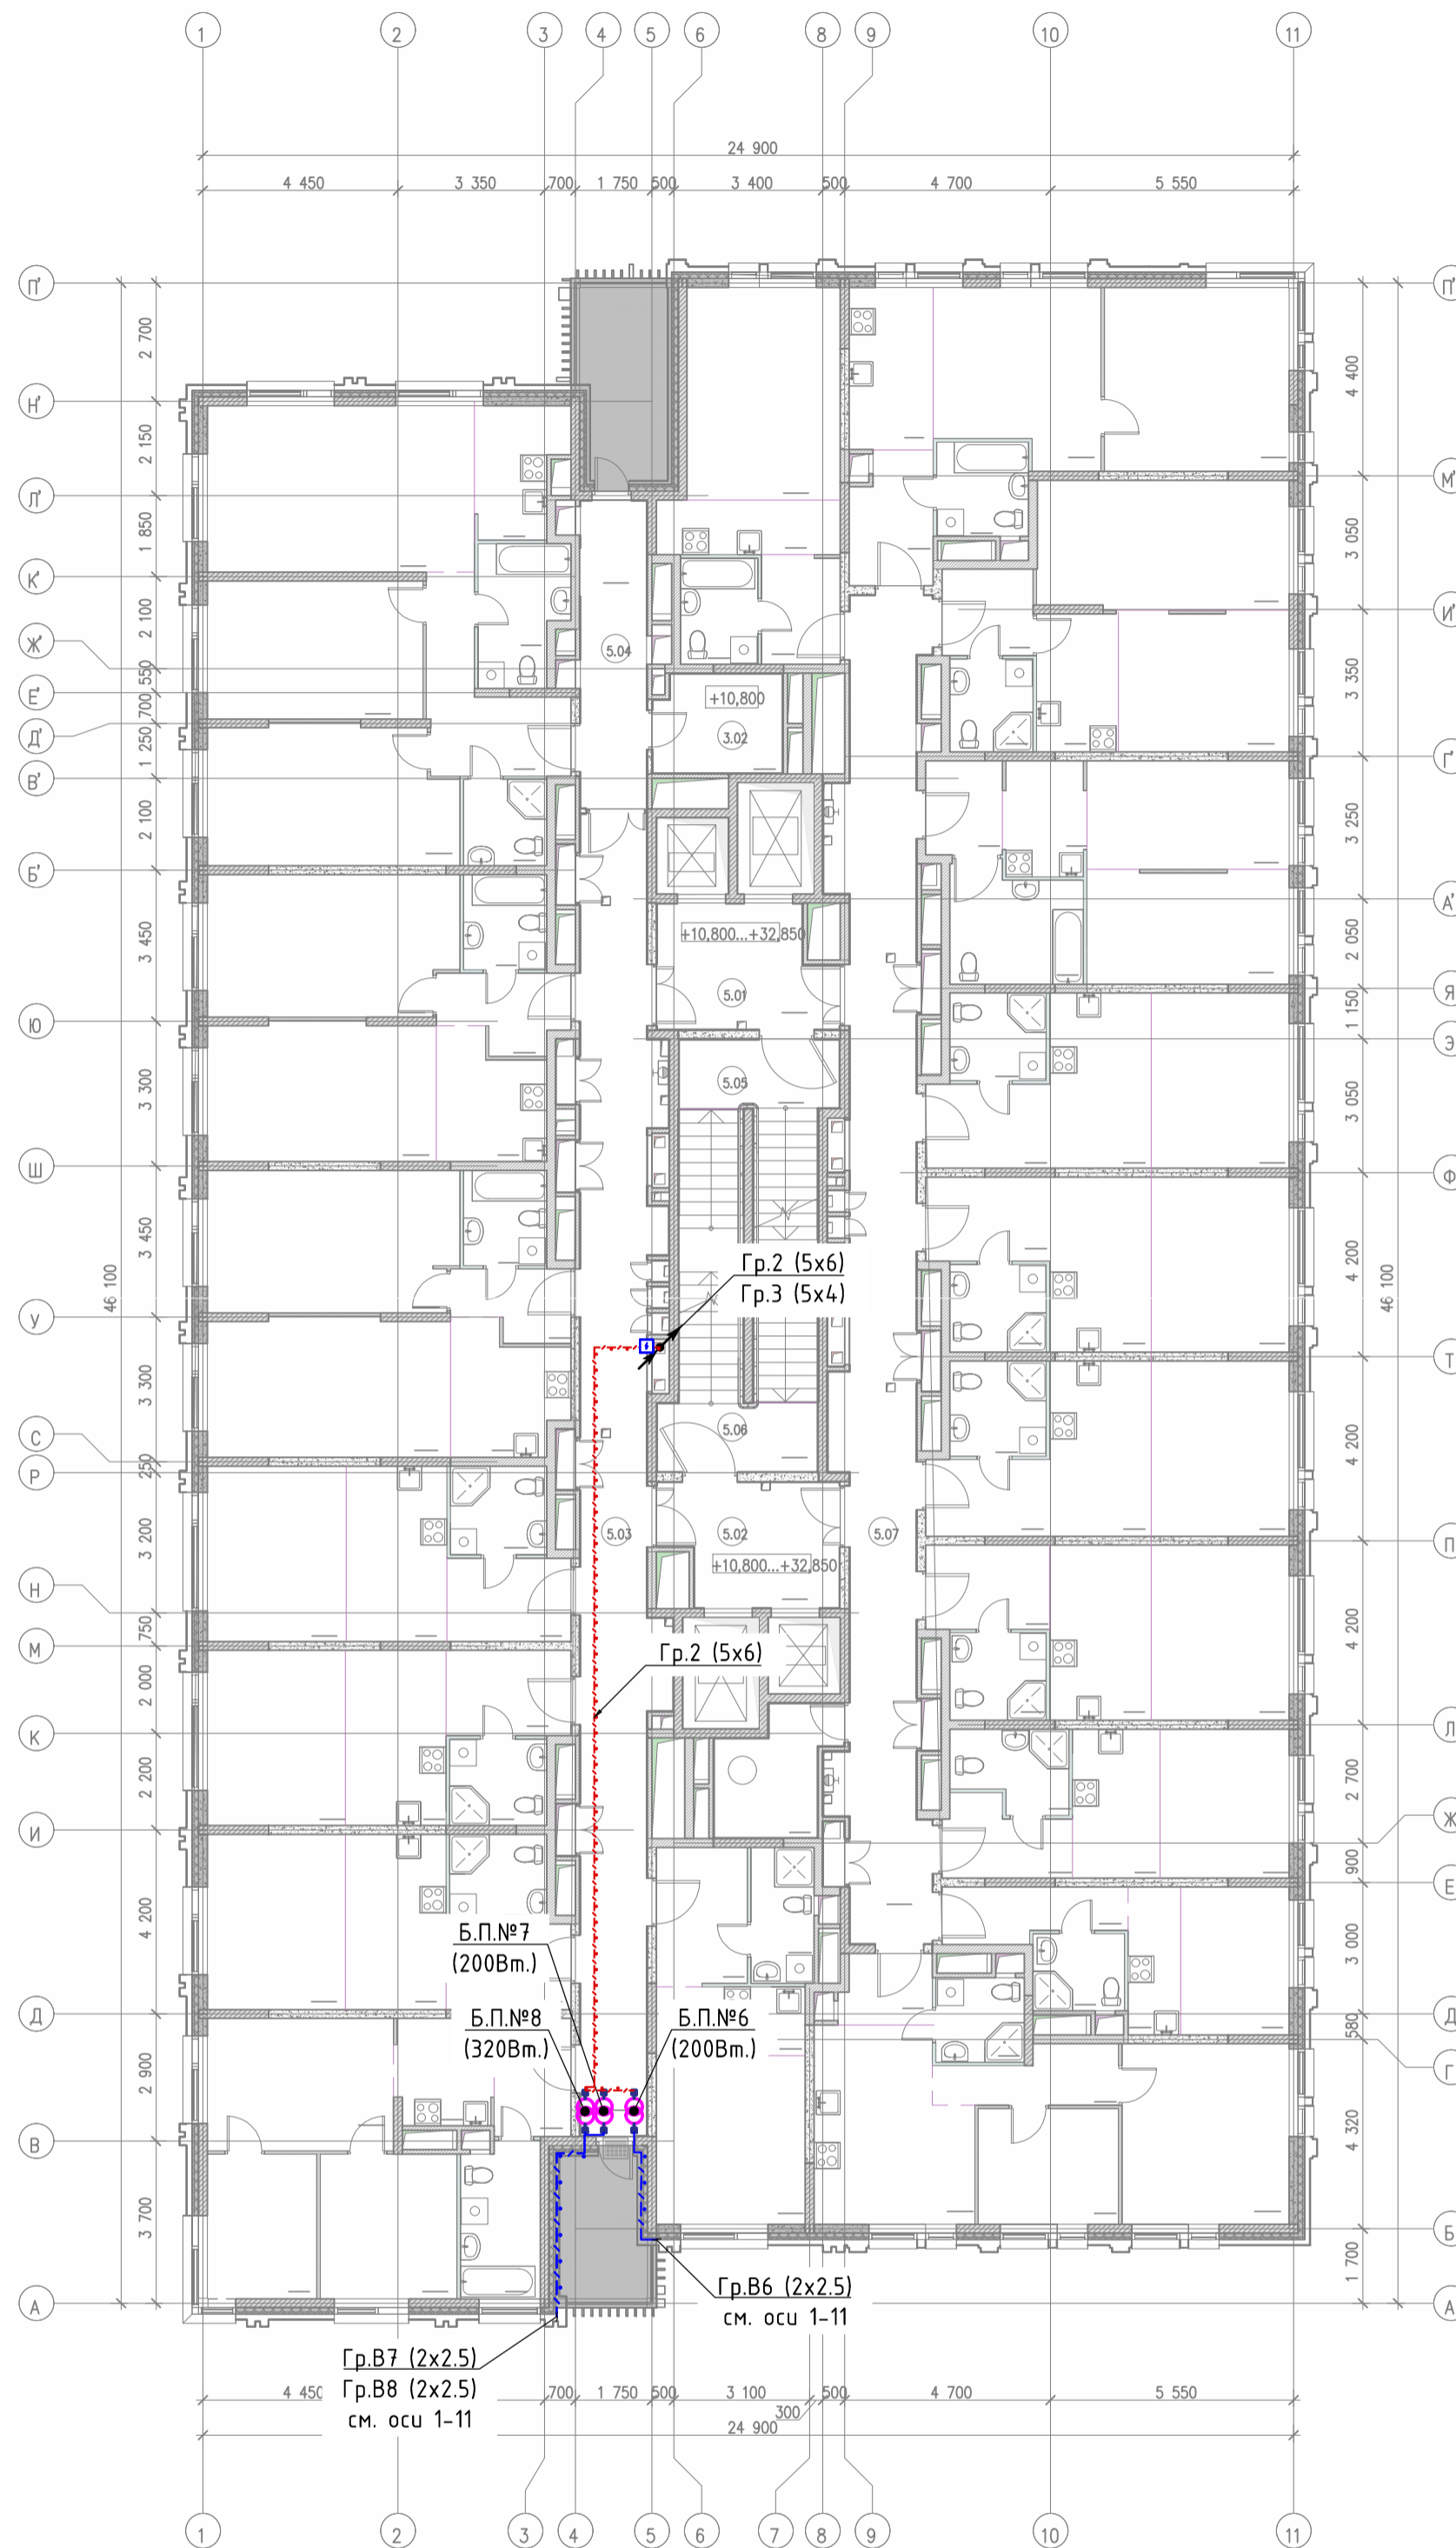 1 2 3 4 5 6 8 9 10 11
24 900
4 450 3 350 700 1 750 500 3 400 500 4 700 5 550
П' П'
2 700
4 400
Н'
2 150
Л' М'
1 850
3 050
К'
И'
2 100
Ж'
5.04
550
3 350
Е'
+10,800
700
Д' 3.02
1 250
Г'
В'
2 100
3 250
Б'
А'
3 450
+10,800...+32,850
2 050
5.01
Я
1 150
Ю
Э
5.05
3 300
3 050
Ш Ф
3 450
4 200
Гр.2 (5х6)
46 100 46 100
Гр.3 (5х4)
У
Т
3 300
5.06
С
4 200
250
Р
3 200
5.03 5.02 5.07
П
+10,800...+32,850
Н
750
4 200
М
Гр.2 (5х6)
2 000
Л
К
2 200
2 700
Ж
И
900
Е
4 200
Б.П.№7
3 000
(200Вт.)
Д Д
Б.П.№8 Б.П.№6
580
(320Вт.) (200Вт.)
2 900
Г
4 320
В
3 700
Б
1 700
Гр.В6 (2х2.5)
А А
см. оси 1-11
Гр.В7 (2х2.5)
Гр.В8 (2х2.5)
4 450 700 1 750 500 3 100 500 4 700 5 550
300
см. оси 1-11
24 900
1 2 3 4 5 6 7 8 9 10 11